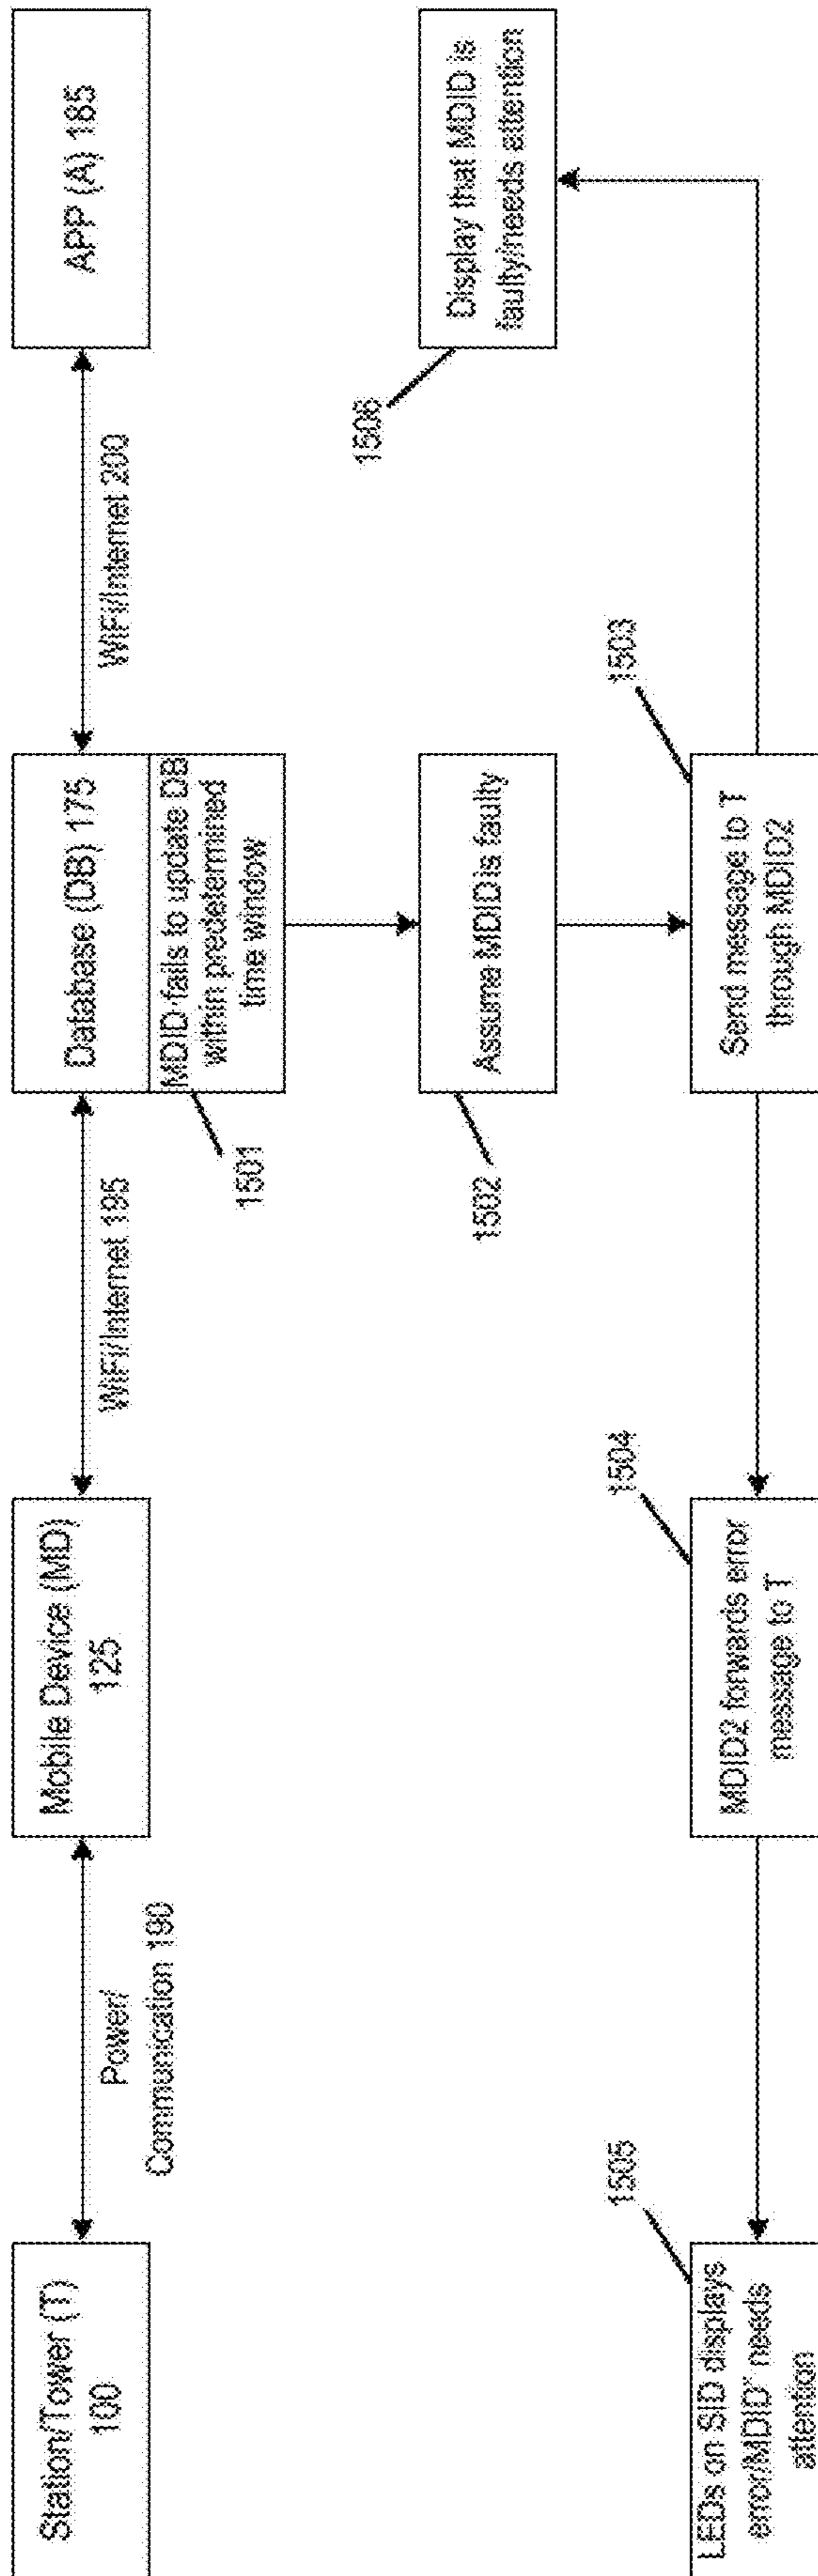 Station/Tower (T)
100
Power/
Communication 190
Mobile Device (MD)
125
WiFi/Internet 195
Database (DB) 175
WiFi/Internet 200
APP (A) 185
MDID fails to update DB
within predetermined
time window
1501
Assume MDID is faulty
1502
Send message to T
through MDID2
1503
MDID2 forwards error
message to T
1504
LEDs on SID displays
error/MDID" needs
attention
1505
Display that MDID is
faulty/needs attention
1506